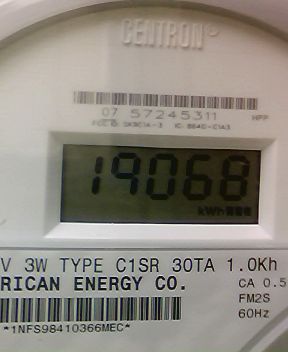 CENTRON®
07 57245311 HPP
19068
kWh
V 3W TYPE C1SR 30TA 1.0Kh
RICAN ENERGY CO. CA 0.5
FM2S
*1NFS98410366MEC* 60Hz